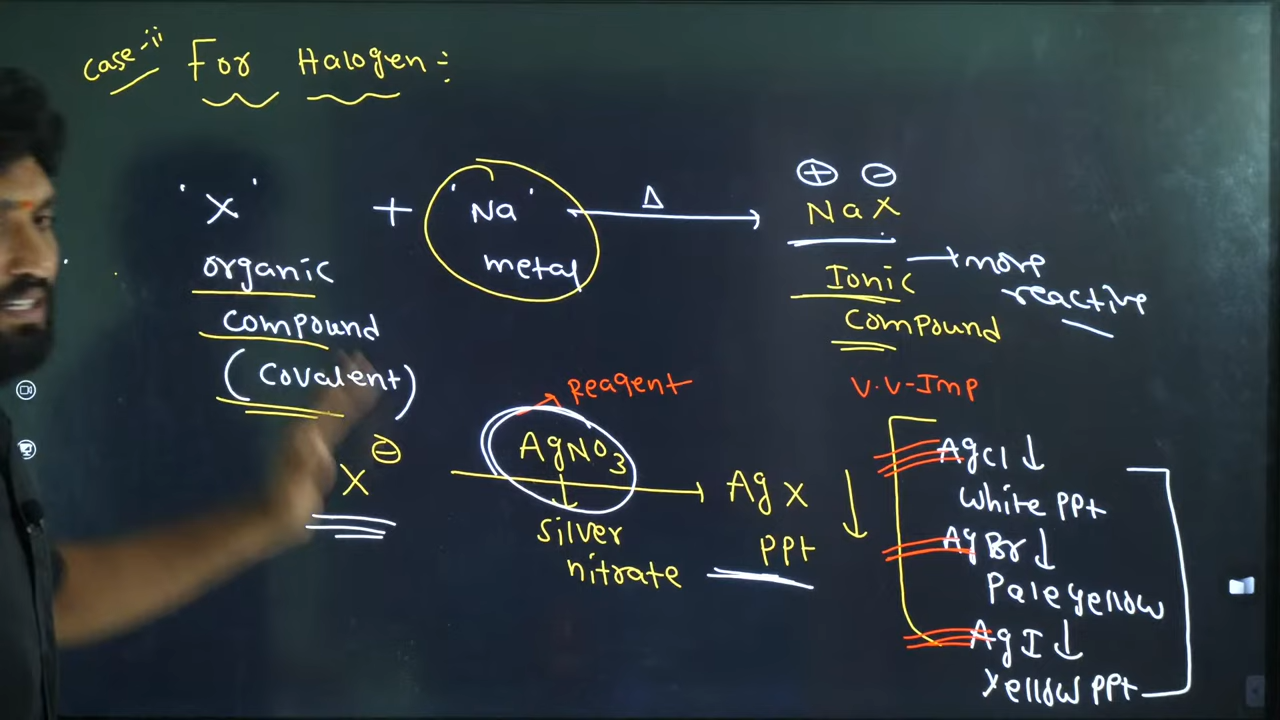 case-ii For Halogen :-
'X' + 'Na' Δ ⊕ ⊖
NaX
organic metal Ionic → more
reactive
compound compound
(covalent) Reagent V.V-Imp
X⊖ AgNO3 Ag X ↓ AgCl ↓
White PPt
silver PPt AgBr ↓
nitrate Pale yellow
AgI ↓
Yellow PPt